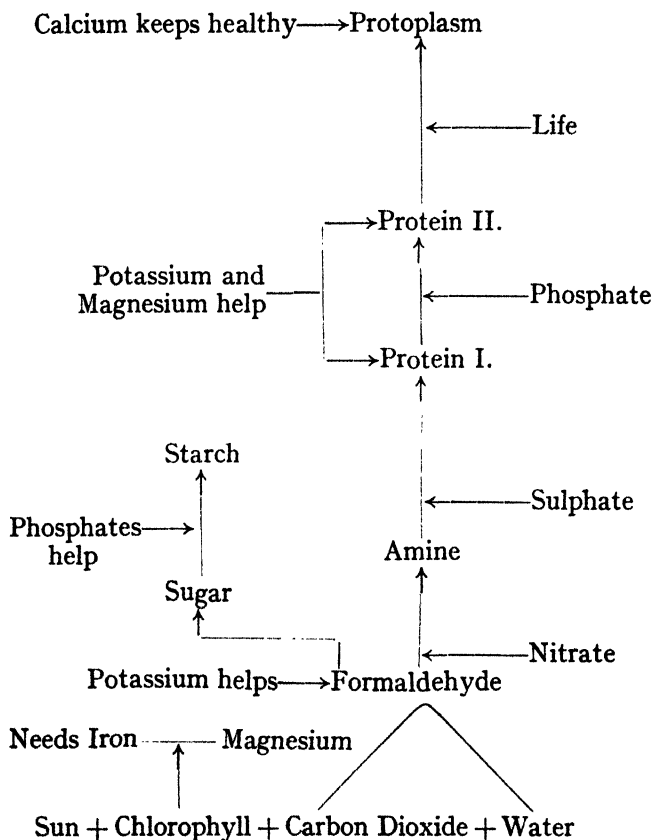 Calcium keeps healthy Protoplasm
Life
Protein II.
Potassium and
Magnesium help
Phosphate
Protein I.
Starch
Sulphate
Phosphates
help
Amine
Sugar
Nitrate
Potassium helps Formaldehyde
Needs Iron Magnesium
Sun + Chlorophyll + Carbon Dioxide + Water